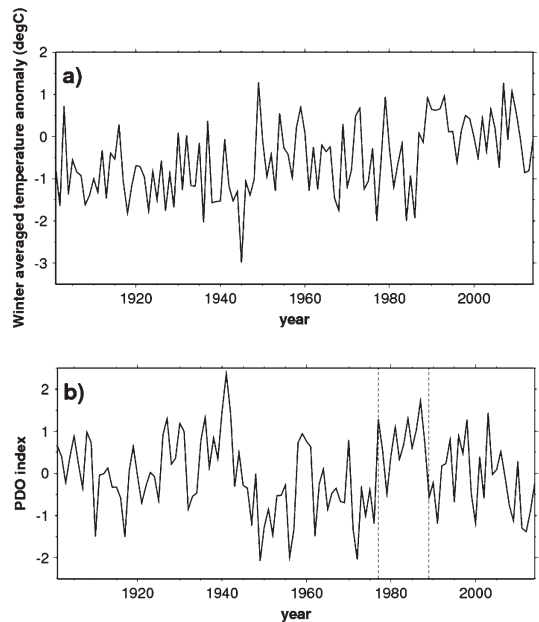 Winter averaged temperature anomaly (degC)
a)
2
1
0
-1
-2
-3
1920 1940 1960 1980 2000
year
PDO index
b)
2
1
0
-1
-2
1920 1940 1960 1980 2000
year